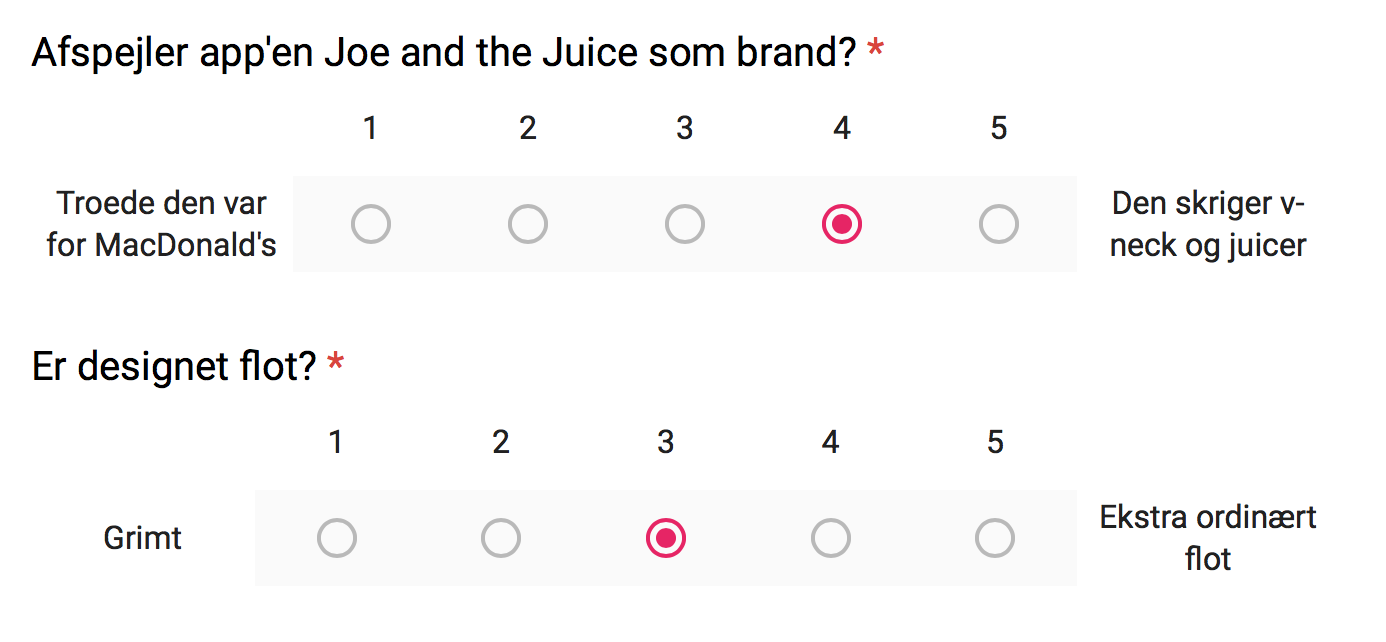 Afspejler app'en Joe and the Juice som brand? *
1 2 3 4 5
Troede den var
for MacDonald's
Den skriger v-
neck og juicer
Er designet flot? *
1 2 3 4 5
Grimt
Ekstra ordinært
flot